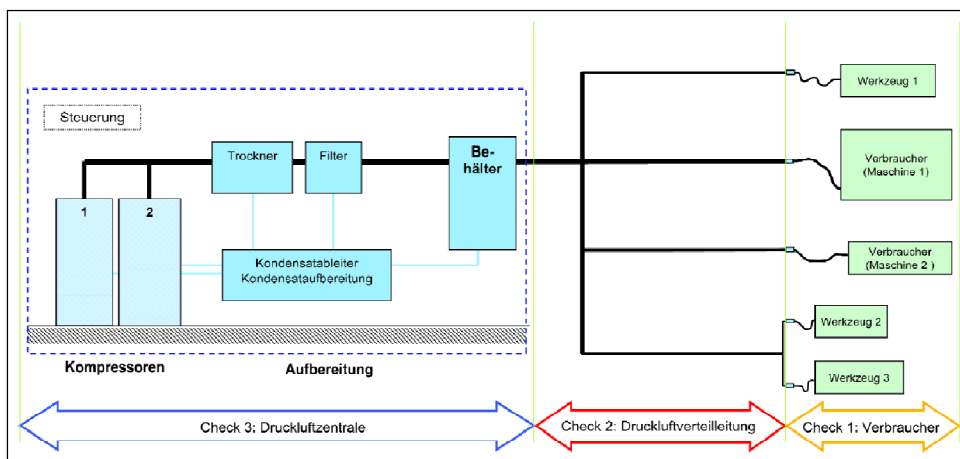 Steuerung
1
2
Trockner
Filter
Be-
hälter
Kondensatableiter
Kondensataufbereitung
Kompressoren
Aufbereitung
Werkzeug 1
Verbraucher
(Maschine 1)
Verbraucher
(Maschine 2 )
Werkzeug 2
Werkzeug 3
Check 3: Druckluftzentrale
Check 2: Druckluftverteilleitung
Check 1: Verbraucher